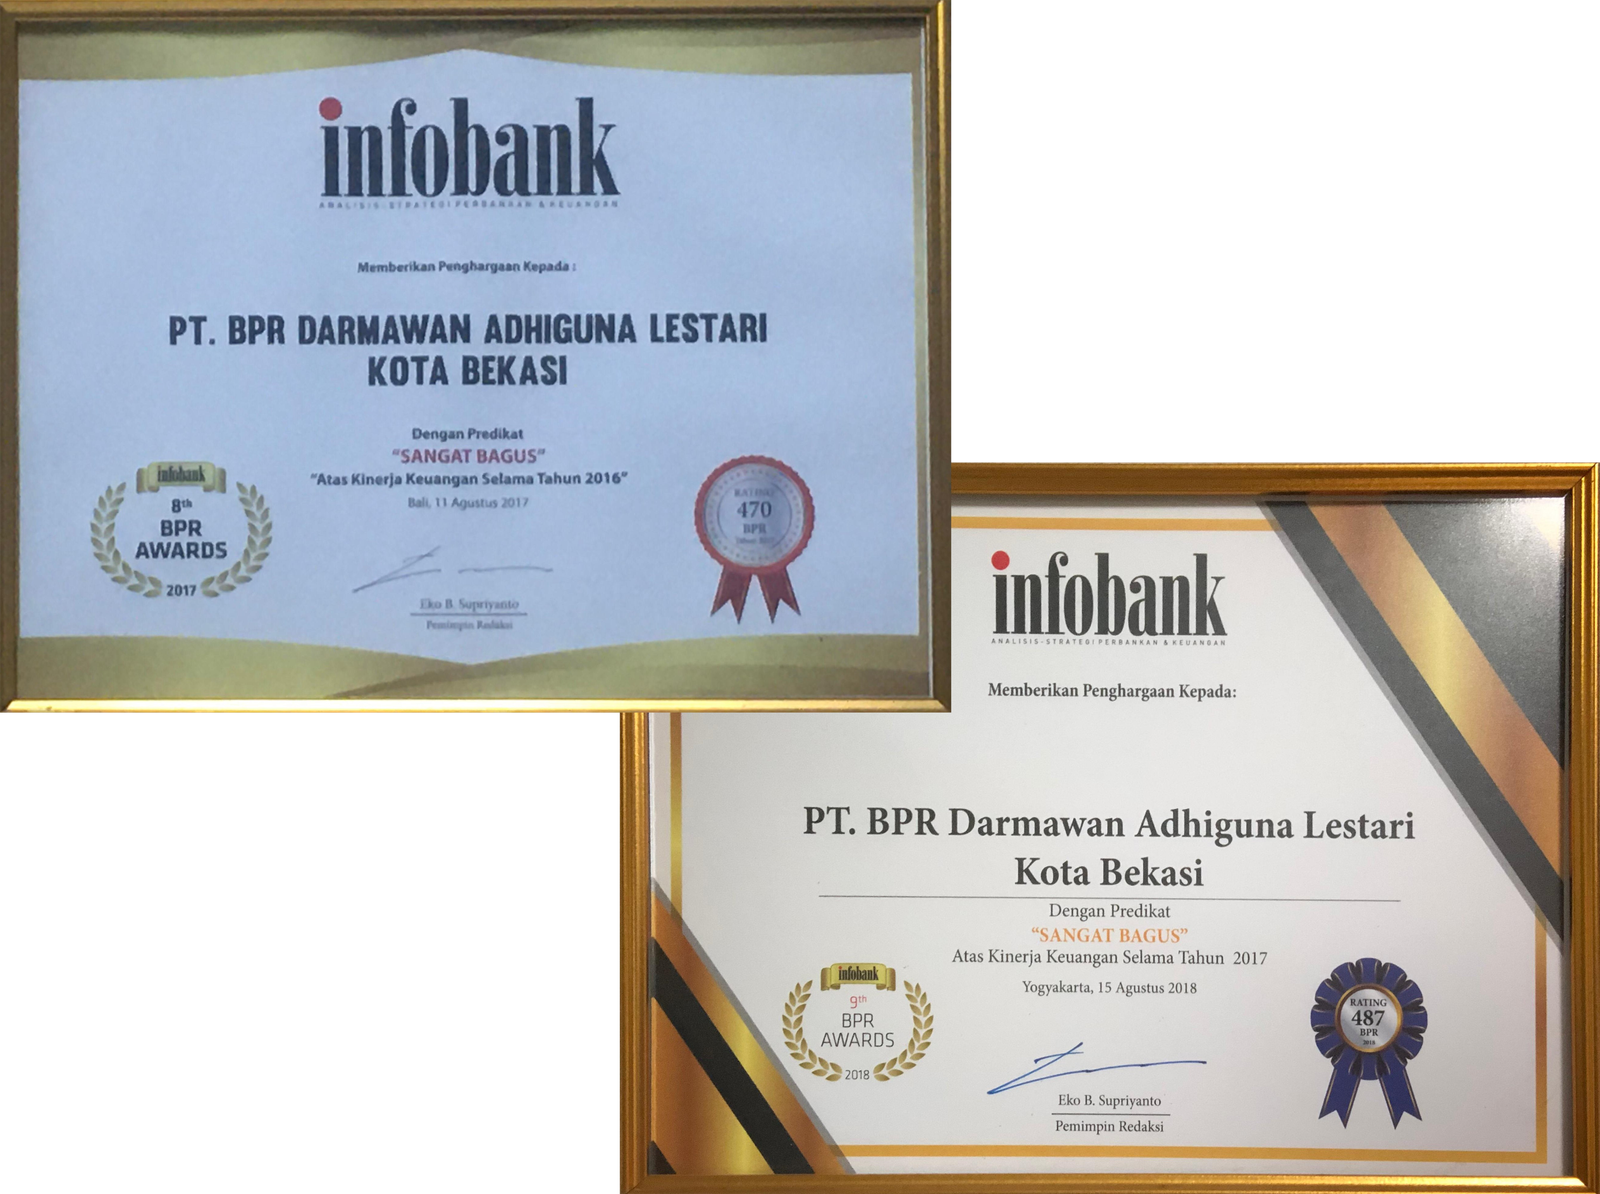 infobank
ANALISIS-STRATEGI PERBANKAN & KEUANGAN
Memberikan Penghargaan Kepada :
PT. BPR DARMAWAN ADHIGUNA LESTARI
KOTA BEKASI
Dengan Predikat
“SANGAT BAGUS”
“Atas Kinerja Keuangan Selama Tahun 2016”
Bali, 11 Agustus 2017
infobank
8th
BPR
AWARDS
2017
Eko B. Supriyanto
Pemimpin Redaksi
RATING
470
BPR
infobank
ANALISIS-STRATEGI PERBANKAN & KEUANGAN
Memberikan Penghargaan Kepada:
PT. BPR Darmawan Adhiguna Lestari
Kota Bekasi
Dengan Predikat
“SANGAT BAGUS”
Atas Kinerja Keuangan Selama Tahun 2017
Yogyakarta, 15 Agustus 2018
infobank
9th
BPR
AWARDS
2018
Eko B. Supriyanto
Pemimpin Redaksi
RATING
487
BPR
2018